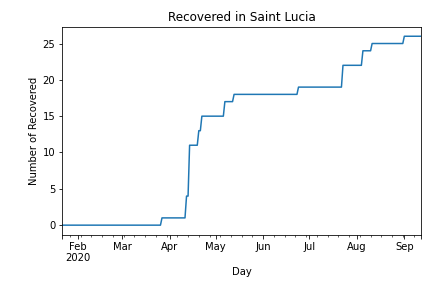 Recovered in Saint Lucia
Number of Recovered
25
20
15
10
5
0
Feb Mar Apr May Jun Jul Aug Sep
2020
Day